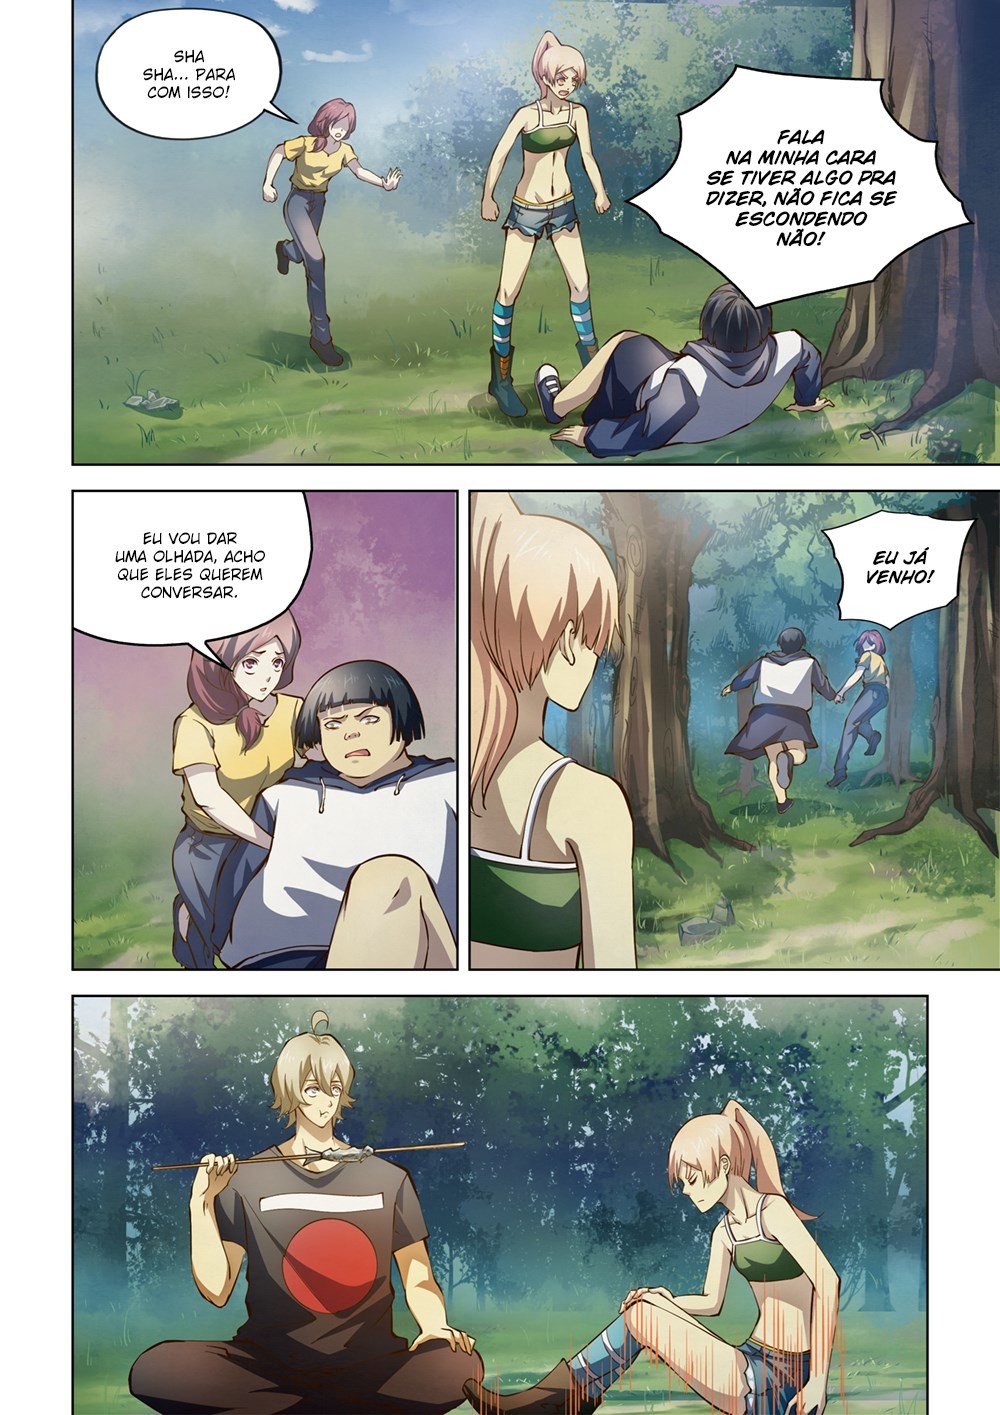 SHA
SHA... PARA
COM ISSO!
FALA
NA MINHA CARA
SE TIVER ALGO PRA
DIZER, NÃO FICA SE
ESCONDENDO
NÃO!
EU VOU DAR
UMA OLHADA, ACHO
QUE ELES QUEREM
CONVERSAR.
EU JÁ
VENHO!